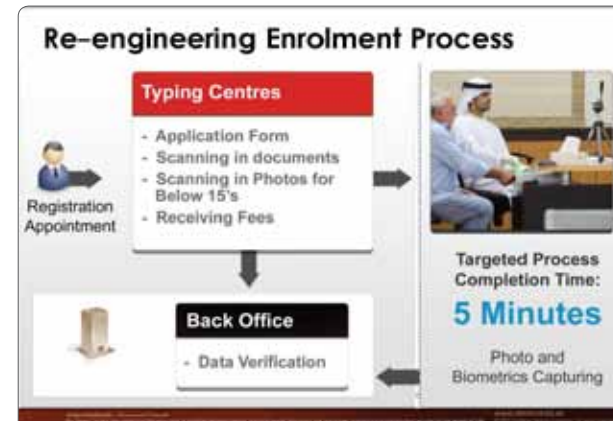 Re-engineering Enrolment Process
Typing Centres
- Application Form
- Scanning in documents
- Scanning in Photos for
Below 15's
- Receiving Fees
Registration
Appointment
Back Office
- Data Verification
Targeted Process
Completion Time:
5 Minutes
Photo and
Biometrics Capturing